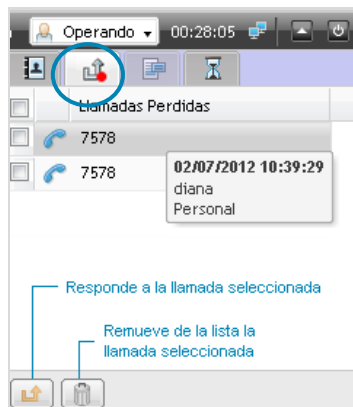 Operando 00:28:05
Llamadas Perdidas
7578
7578
02/07/2012 10:39:29
diana
Personal
Responde a la llamada seleccionada
Remueve de la lista la
llamada seleccionada